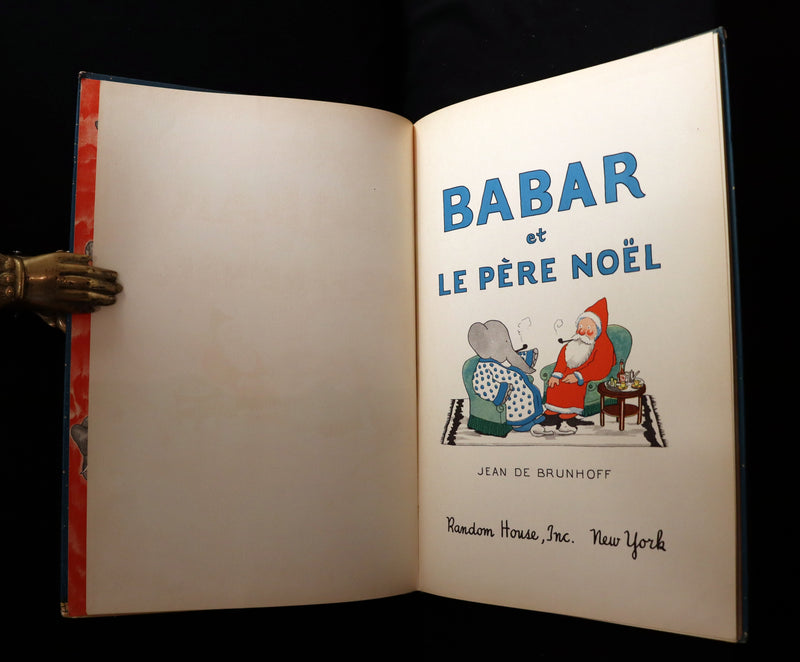 BABAR
et
LE PÈRE NOËL
JEAN DE BRUNHOFF
Random House, Inc. New York